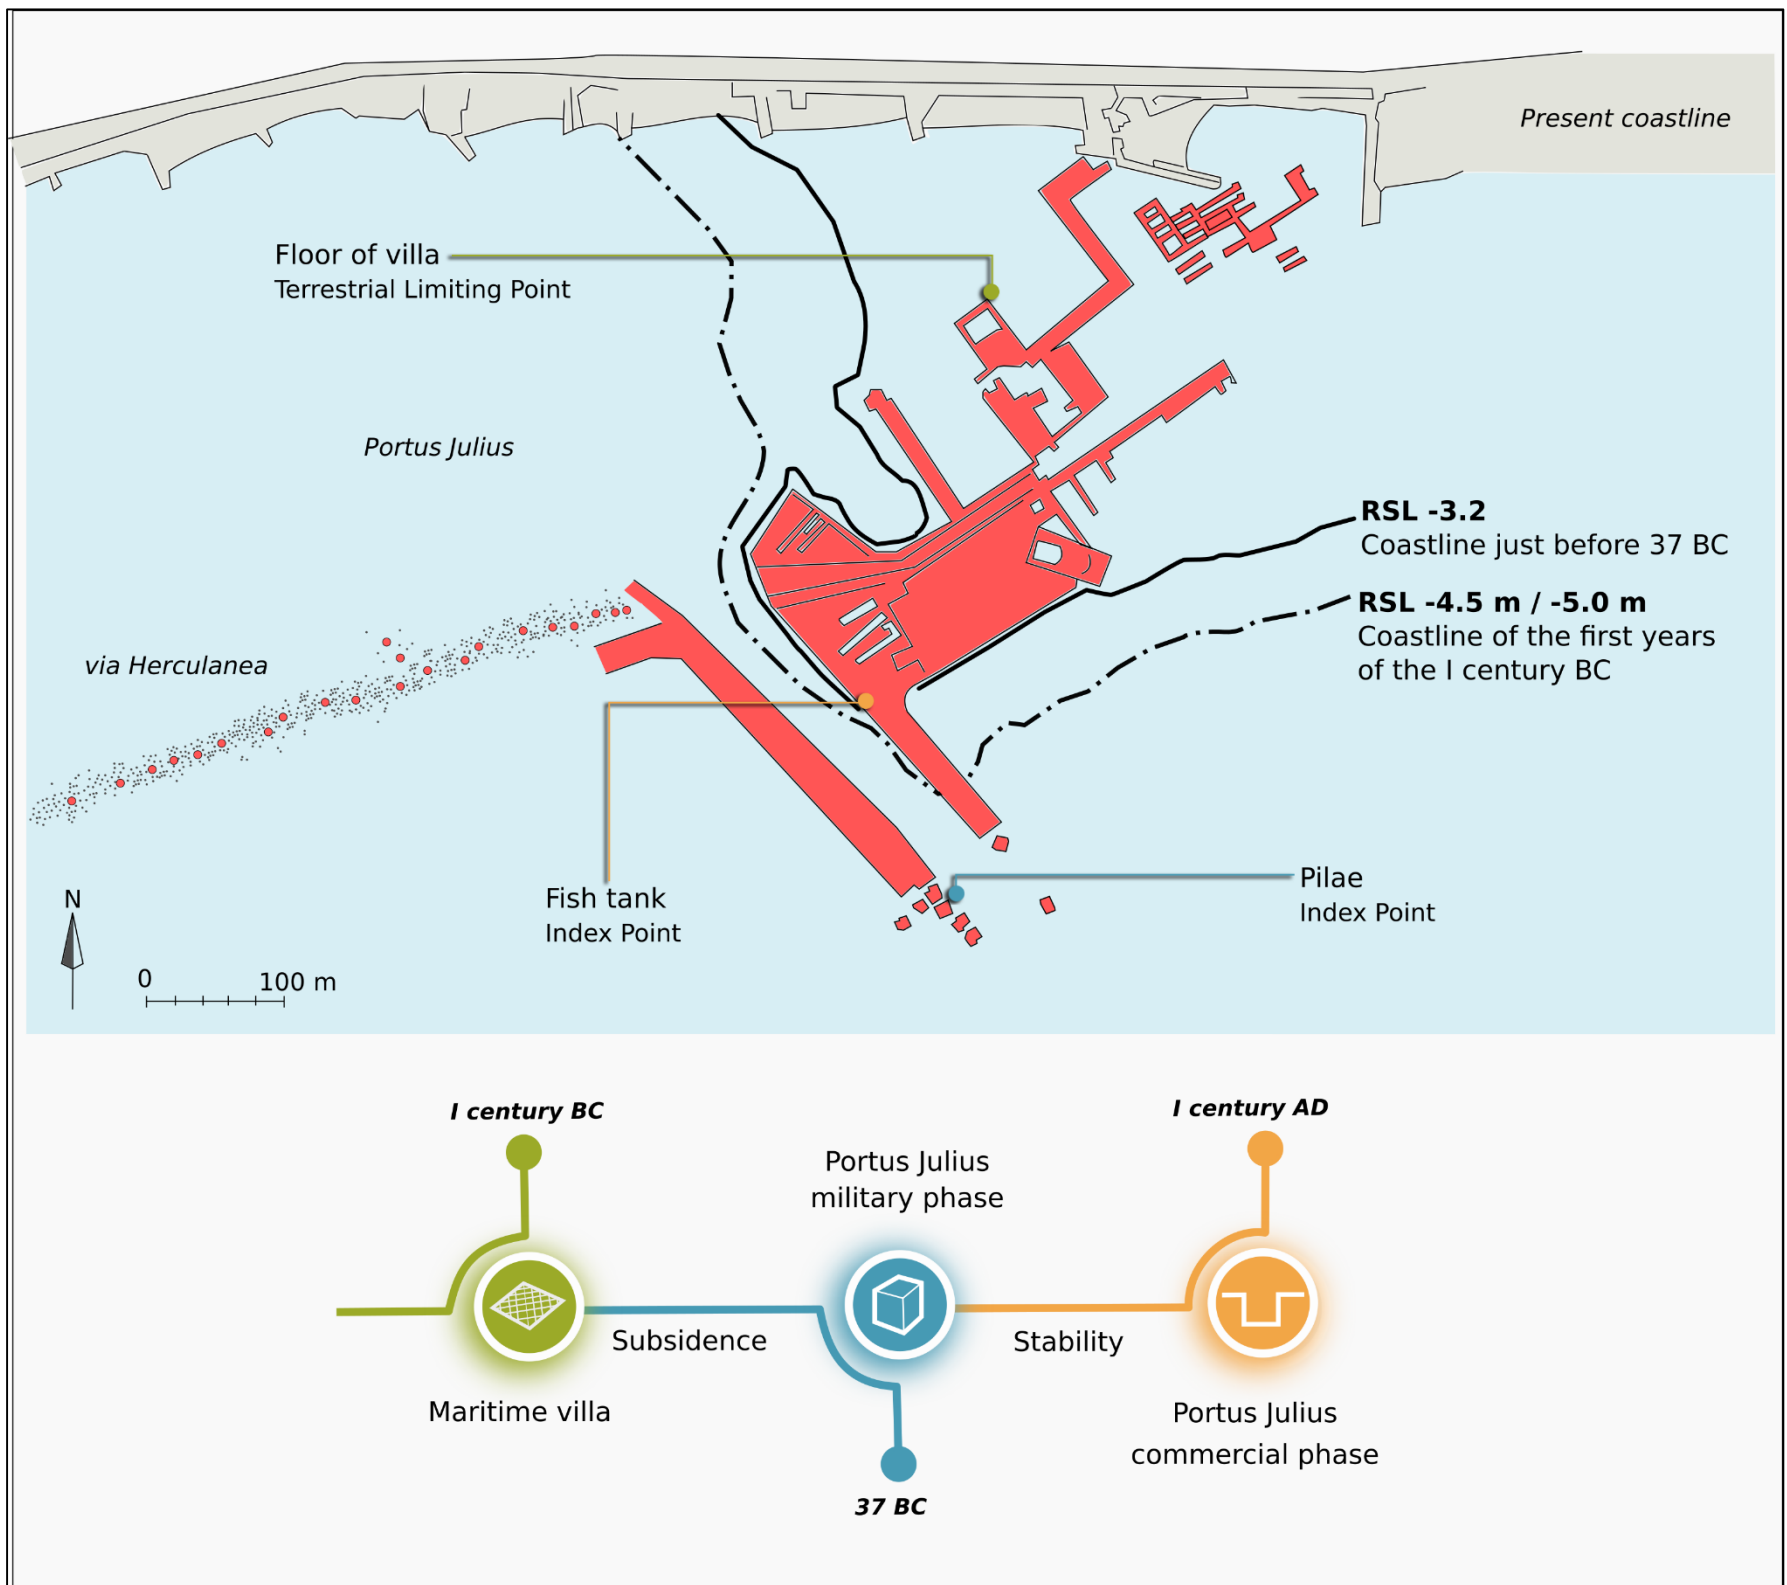 Present coastline
Floor of villa
Terrestrial Limiting Point
Portus Julius
RSL -3.2
Coastline just before 37 BC
RSL -4.5 m / -5.0 m
Coastline of the first years
of the I century BC
via Herculanea
Fish tank
Index Point
Pilae
Index Point
N
0 100 m
I century BC
I century AD
Portus Julius
military phase
Subsidence
Stability
Maritime villa
Portus Julius
commercial phase
37 BC